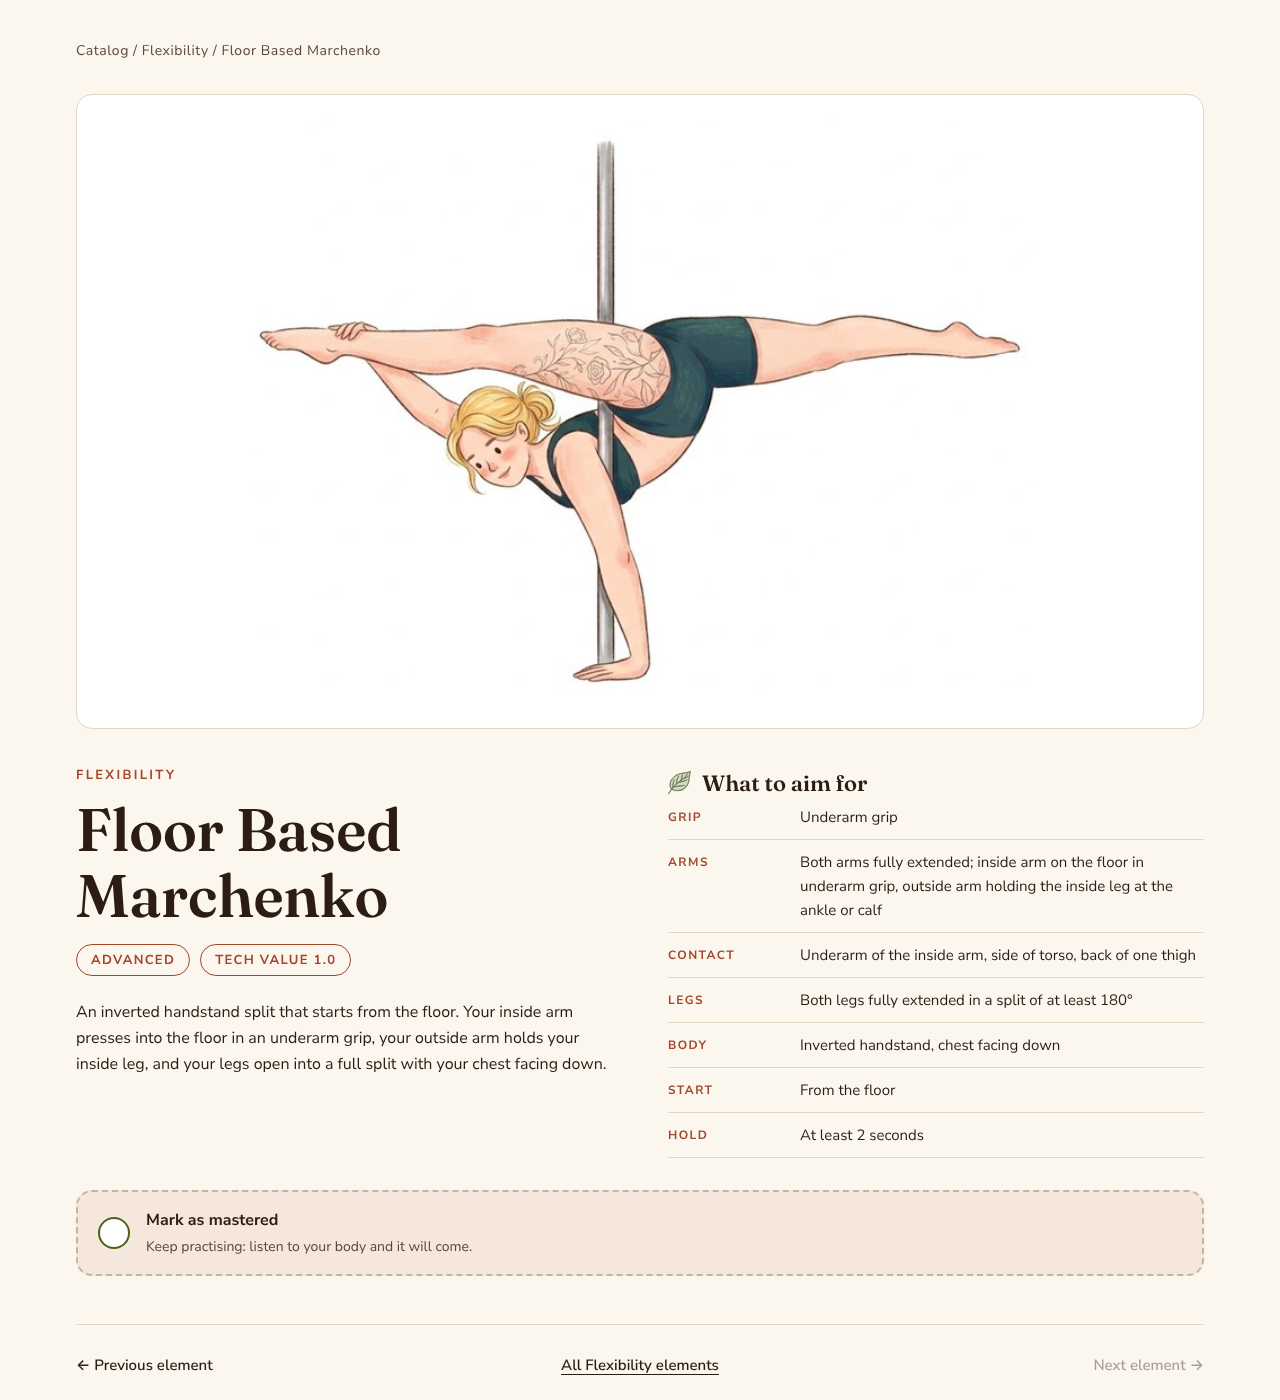 Catalog / Flexibility / Floor Based Marchenko
FLEXIBILITY
Floor Based
Marchenko
ADVANCED
TECH VALUE 1.0
An inverted handstand split that starts from the floor. Your inside arm
presses into the floor in an underarm grip, your outside arm holds your
inside leg, and your legs open into a full split with your chest facing down.
What to aim for
GRIP Underarm grip
ARMS Both arms fully extended; inside arm on the floor in
underarm grip, outside arm holding the inside leg at the
ankle or calf
CONTACT Underarm of the inside arm, side of torso, back of one thigh
LEGS Both legs fully extended in a split of at least 180°
BODY Inverted handstand, chest facing down
START From the floor
HOLD At least 2 seconds
Mark as mastered
Keep practising: listen to your body and it will come.
← Previous element
All Flexibility elements
Next element →